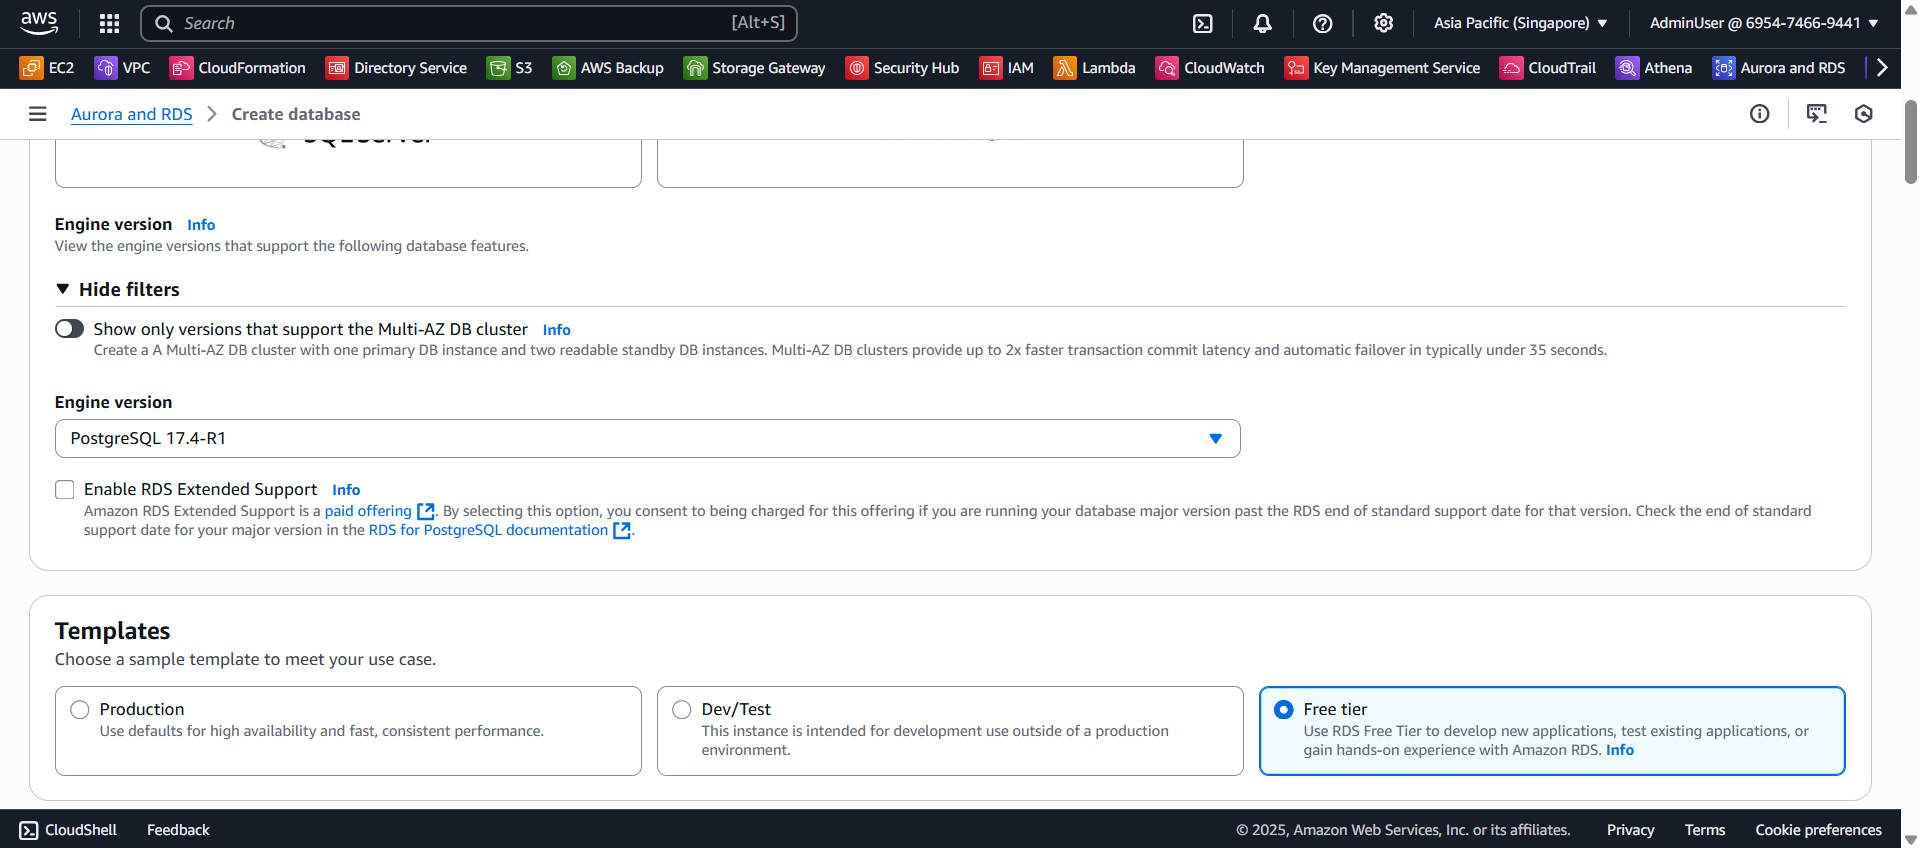 aws
Search [Alt+S]
Asia Pacific (Singapore)
AdminUser @ 6954-7466-9441
EC2 VPC CloudFormation Directory Service S3 AWS Backup Storage Gateway Security Hub IAM Lambda CloudWatch Key Management Service CloudTrail Athena Aurora and RDS
Aurora and RDS > Create database
SQL Server
Engine version Info
View the engine versions that support the following database features.
Hide filters
Show only versions that support the Multi-AZ DB cluster Info
Create a A Multi-AZ DB cluster with one primary DB instance and two readable standby DB instances. Multi-AZ DB clusters provide up to 2x faster transaction commit latency and automatic failover in typically under 35 seconds.
Engine version
PostgreSQL 17.4-R1
Enable RDS Extended Support Info
Amazon RDS Extended Support is a paid offering. By selecting this option, you consent to being charged for this offering if you are running your database major version past the RDS end of standard support date for that version. Check the end of standard
support date for your major version in the RDS for PostgreSQL documentation.
Templates
Choose a sample template to meet your use case.
Production
Use defaults for high availability and fast, consistent performance.
Dev/Test
This instance is intended for development use outside of a production
environment.
Free tier
Use RDS Free Tier to develop new applications, test existing applications, or
gain hands-on experience with Amazon RDS. Info
CloudShell Feedback
© 2025, Amazon Web Services, Inc. or its affiliates. Privacy Terms Cookie preferences